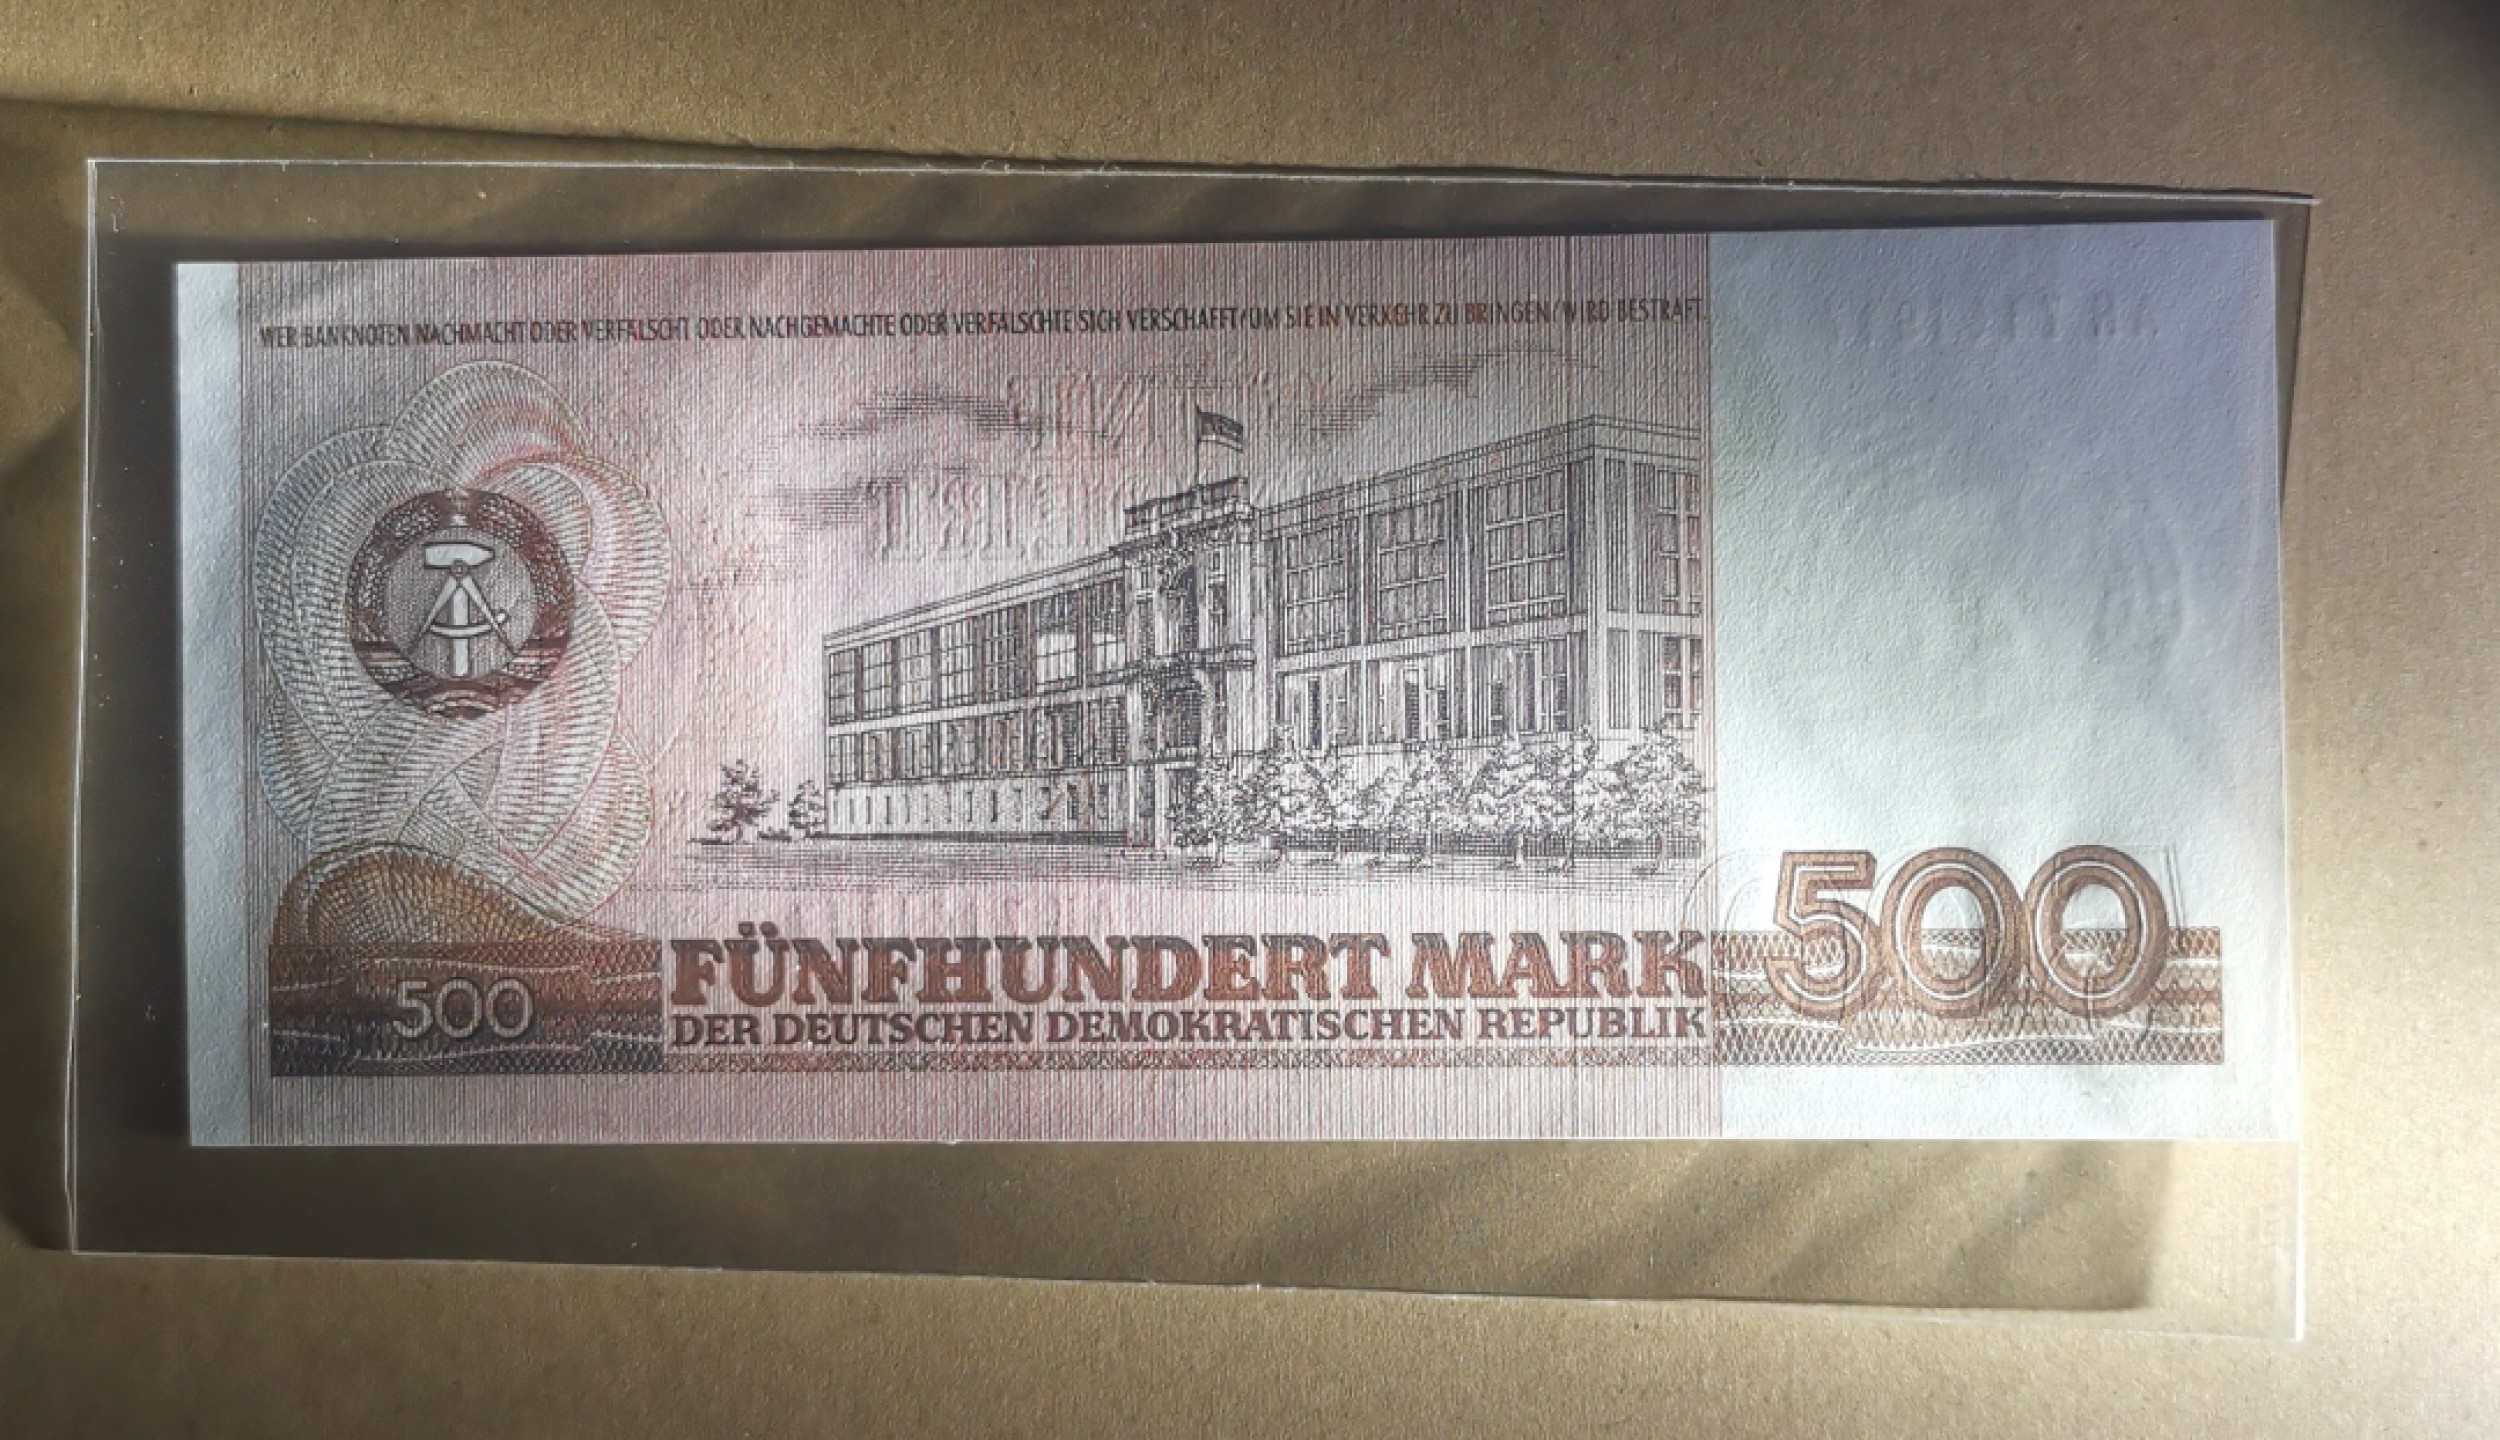 WER BANKNOTEN NACHMACHT ODER VERFÄLSCHT ODER NACHGEMACHTE ODER VERFÄLSCHTE SICH VERSCHAFFT/UM SIE IN VERKEHR ZU BRINGEN/WIRD BESTRAFT.
500
FÜNFHUNDERT MARK
DER DEUTSCHEN DEMOKRATISCHEN REPUBLIK
500